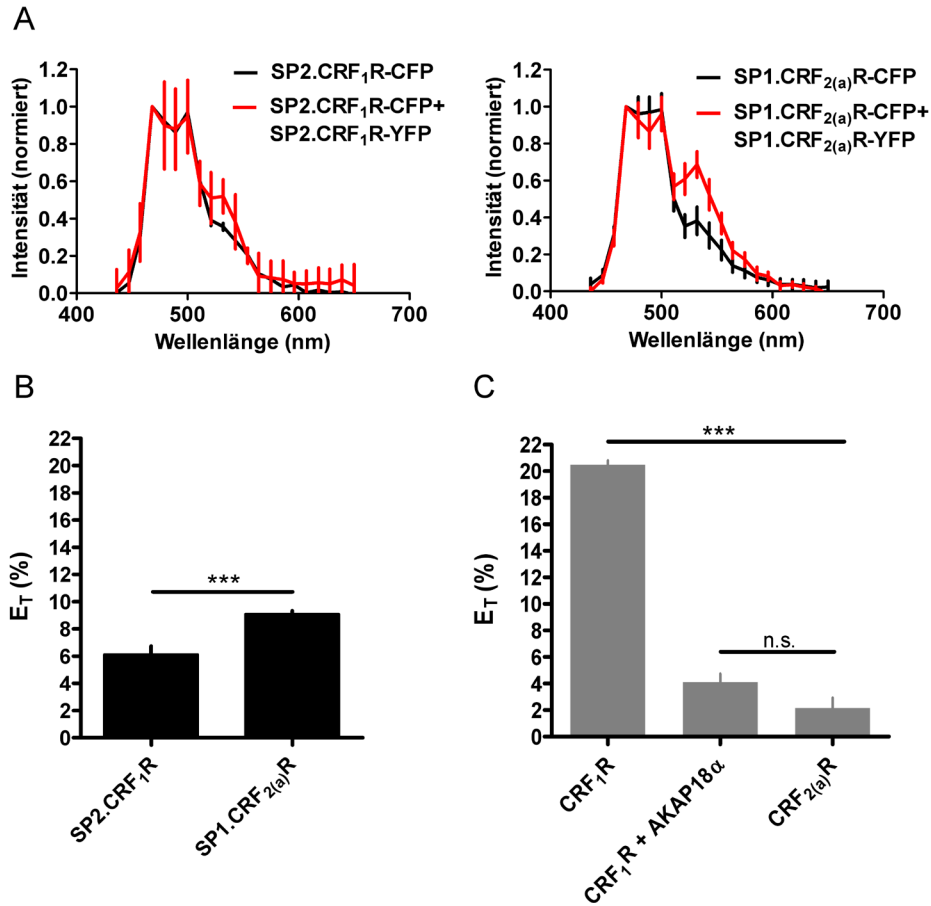 A
SP2.CRF₁R-CFP
SP2.CRF₁R-CFP+
SP2.CRF₁R-YFP
Intensität (normiert)
1.2
1.0
0.8
0.6
0.4
0.2
0.0
400 500 600 700
Wellenlänge (nm)
SP1.CRF₂₍ₐ₎R-CFP
SP1.CRF₂₍ₐ₎R-CFP+
SP1.CRF₂₍ₐ₎R-YFP
Intensität (normiert)
1.2
1.0
0.8
0.6
0.4
0.2
0.0
400 500 600 700
Wellenlänge (nm)
B
E_T (%)
22
20
18
16
14
12
10
8
6
4
2
0
***
SP2.CRF₁R
SP1.CRF₂₍ₐ₎R
C
E_T (%)
22
20
18
16
14
12
10
8
6
4
2
0
***
n.s.
CRF₁R
CRF₁R + AKAP18α
CRF₂₍ₐ₎R